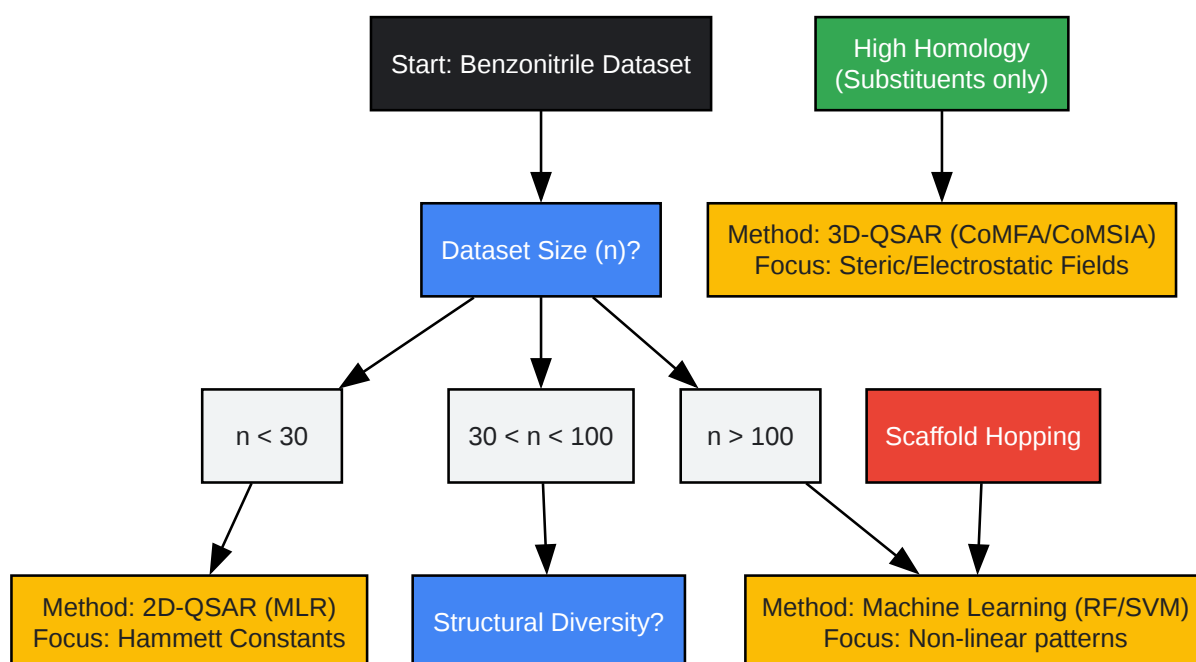 Start: Benzonitrile Dataset
High Homology
(Substituents only)
Dataset Size (n)?
Method: 3D-QSAR (CoMFA/CoMSIA)
Focus: Steric/Electrostatic Fields
n < 30
30 < n < 100
n > 100
Scaffold Hopping
Method: 2D-QSAR (MLR)
Focus: Hammett Constants
Structural Diversity?
Method: Machine Learning (RF/SVM)
Focus: Non-linear patterns